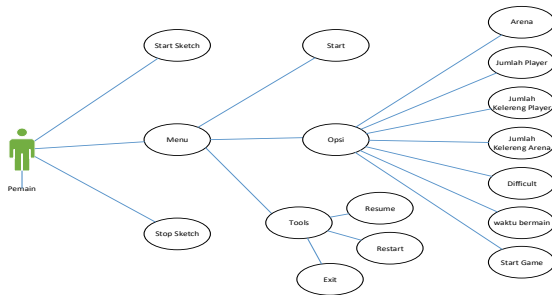 Arena
Start Sketch
Start
Jumlah Player
Jumlah
Kelereng Player
Menu
Opsi
Jumlah
Kelereng Arena
Pemain
Difficult
Resume
waktu bermain
Tools
Stop Sketch
Restart
Start Game
Exit